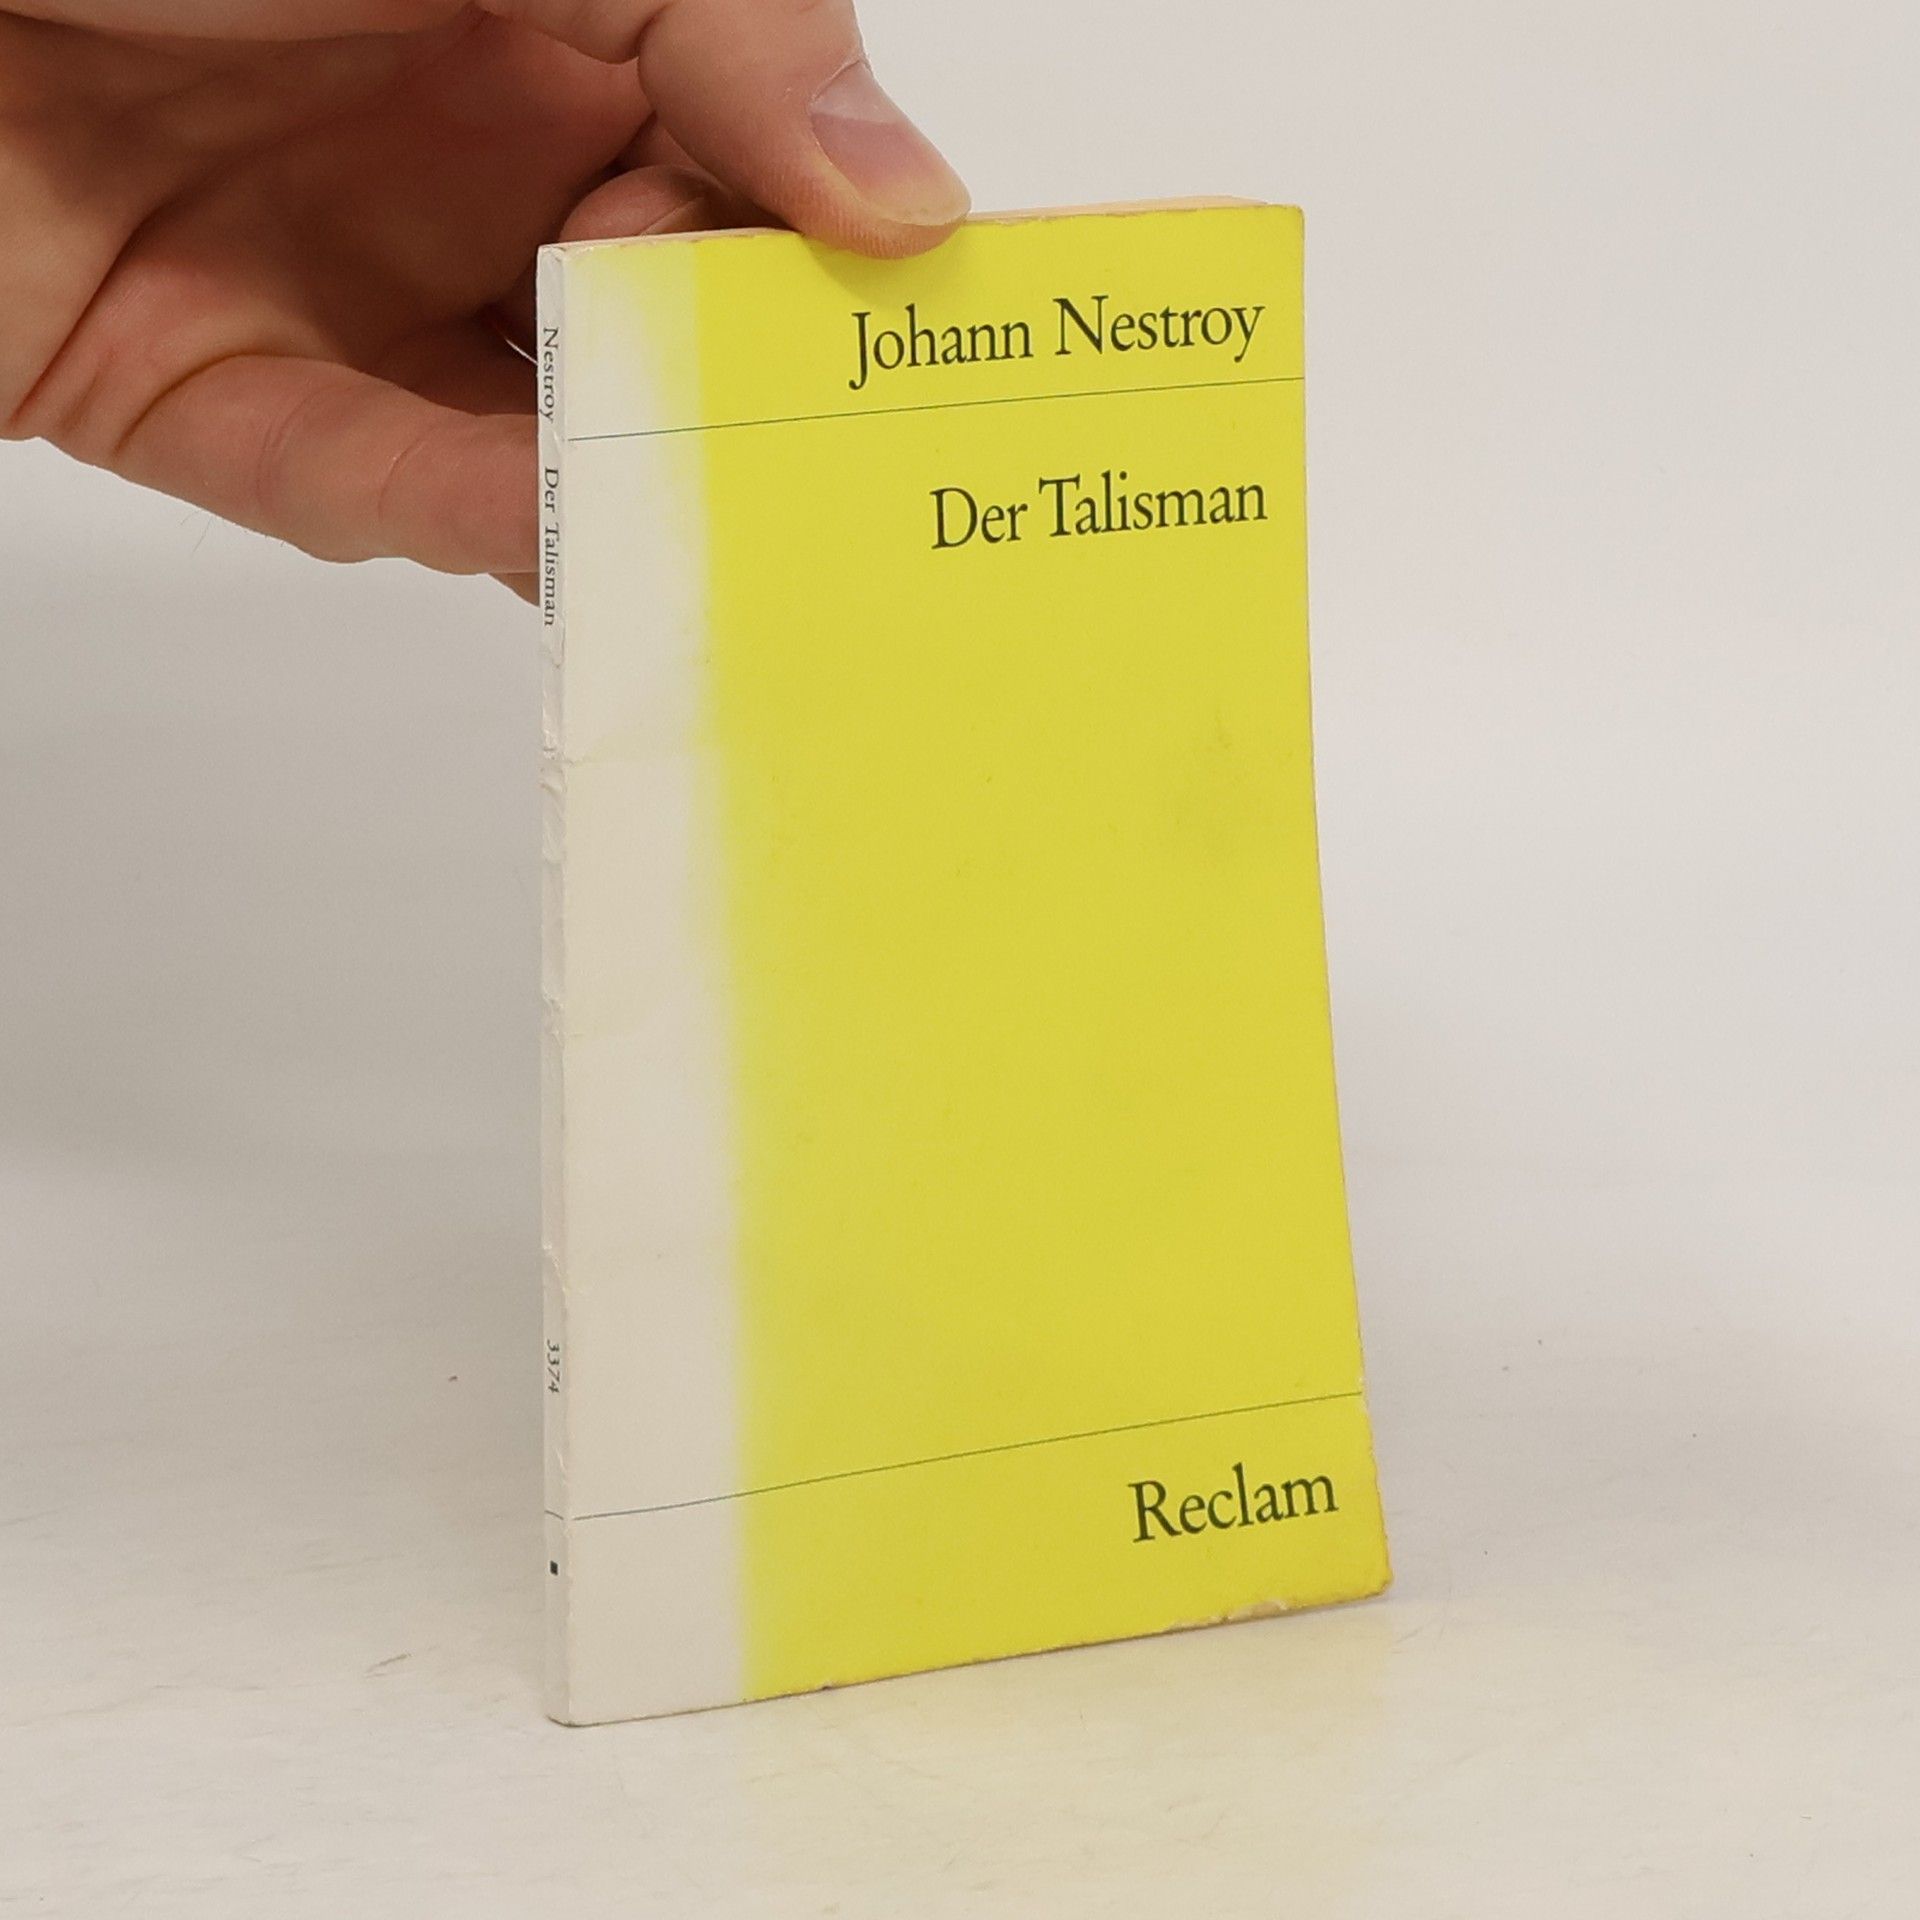 Johann Nestroy
Der Talisman
Reclam
Nestroy Der Talisman 3374